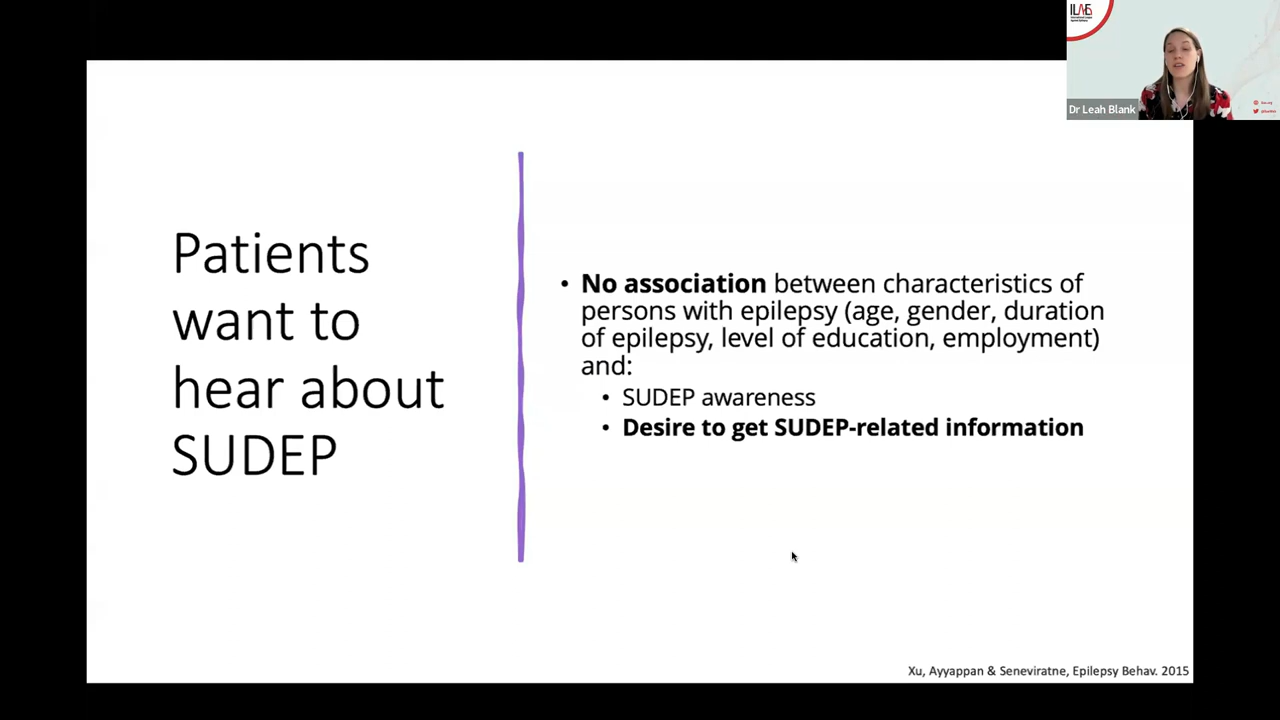 ILAE
Dr Leah Blank
Patients
want to
hear about
SUDEP
• No association between characteristics of
persons with epilepsy (age, gender, duration
of epilepsy, level of education, employment)
and:
• SUDEP awareness
• Desire to get SUDEP-related information
Xu, Ayyappan & Seneviratne, Epilepsy Behav. 2015